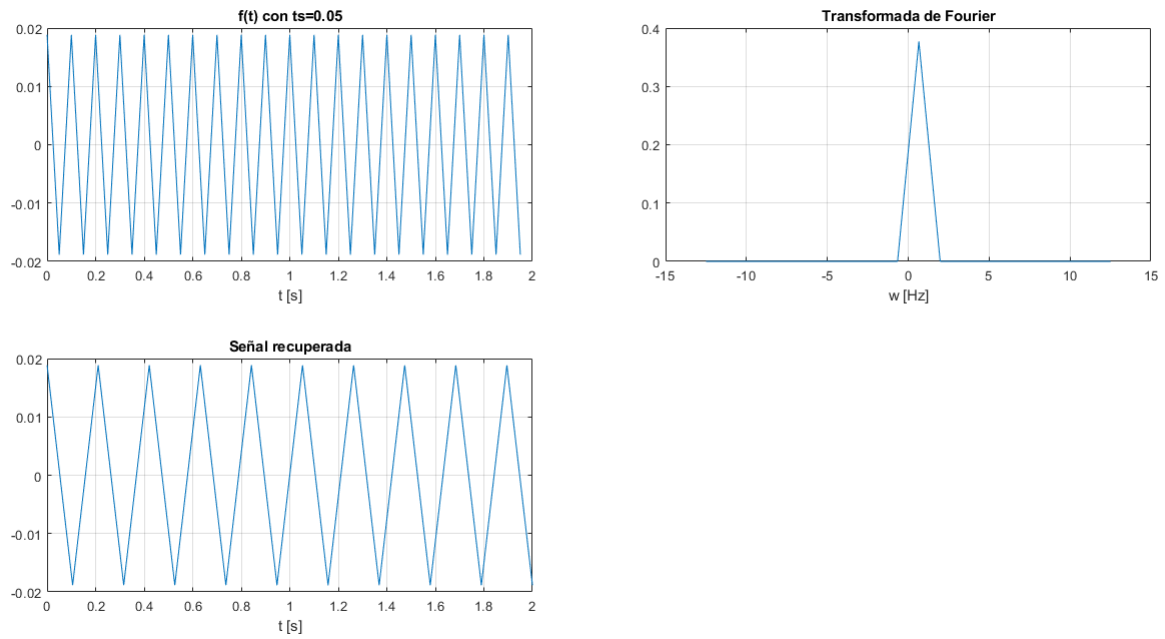 f(t) con ts=0.05
0.02
0.01
0
-0.01
-0.02
0 0.2 0.4 0.6 0.8 1 1.2 1.4 1.6 1.8 2
t [s]
Transformada de Fourier
0.4
0.3
0.2
0.1
0
-15 -10 -5 0 5 10 15
w [Hz]
Señal recuperada
0.02
0.01
0
-0.01
-0.02
0 0.2 0.4 0.6 0.8 1 1.2 1.4 1.6 1.8 2
t [s]